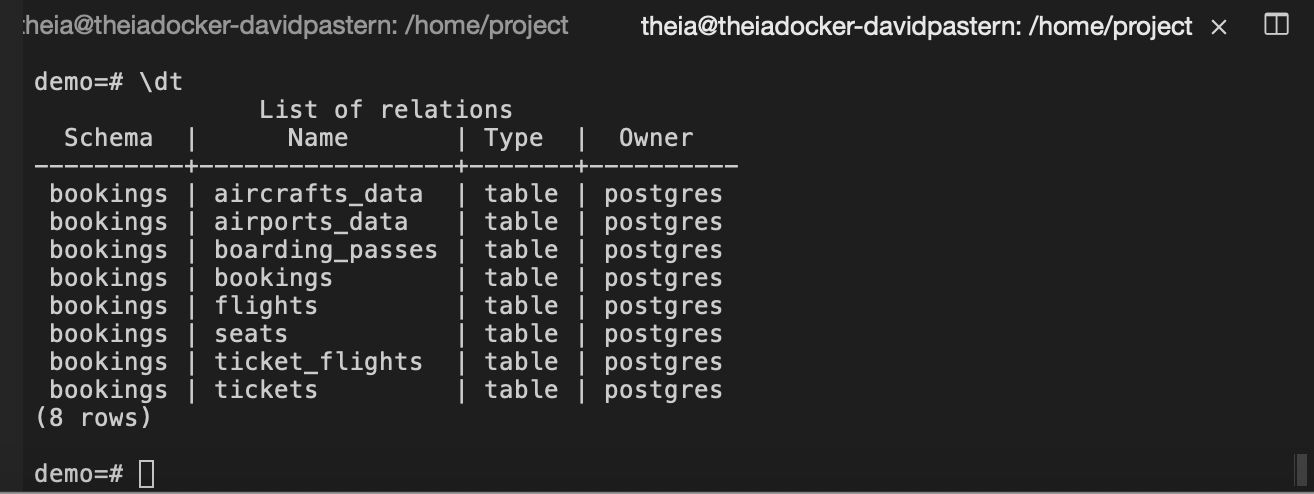 heia@theiadocker-davidpastern: /home/project theia@theiadocker-davidpastern: /home/project ×
demo=# \dt
List of relations
Schema | Name | Type | Owner
----------+-----------------+-------+----------
bookings | aircrafts_data | table | postgres
bookings | airports_data | table | postgres
bookings | boarding_passes | table | postgres
bookings | bookings | table | postgres
bookings | flights | table | postgres
bookings | seats | table | postgres
bookings | ticket_flights | table | postgres
bookings | tickets | table | postgres
(8 rows)
demo=#